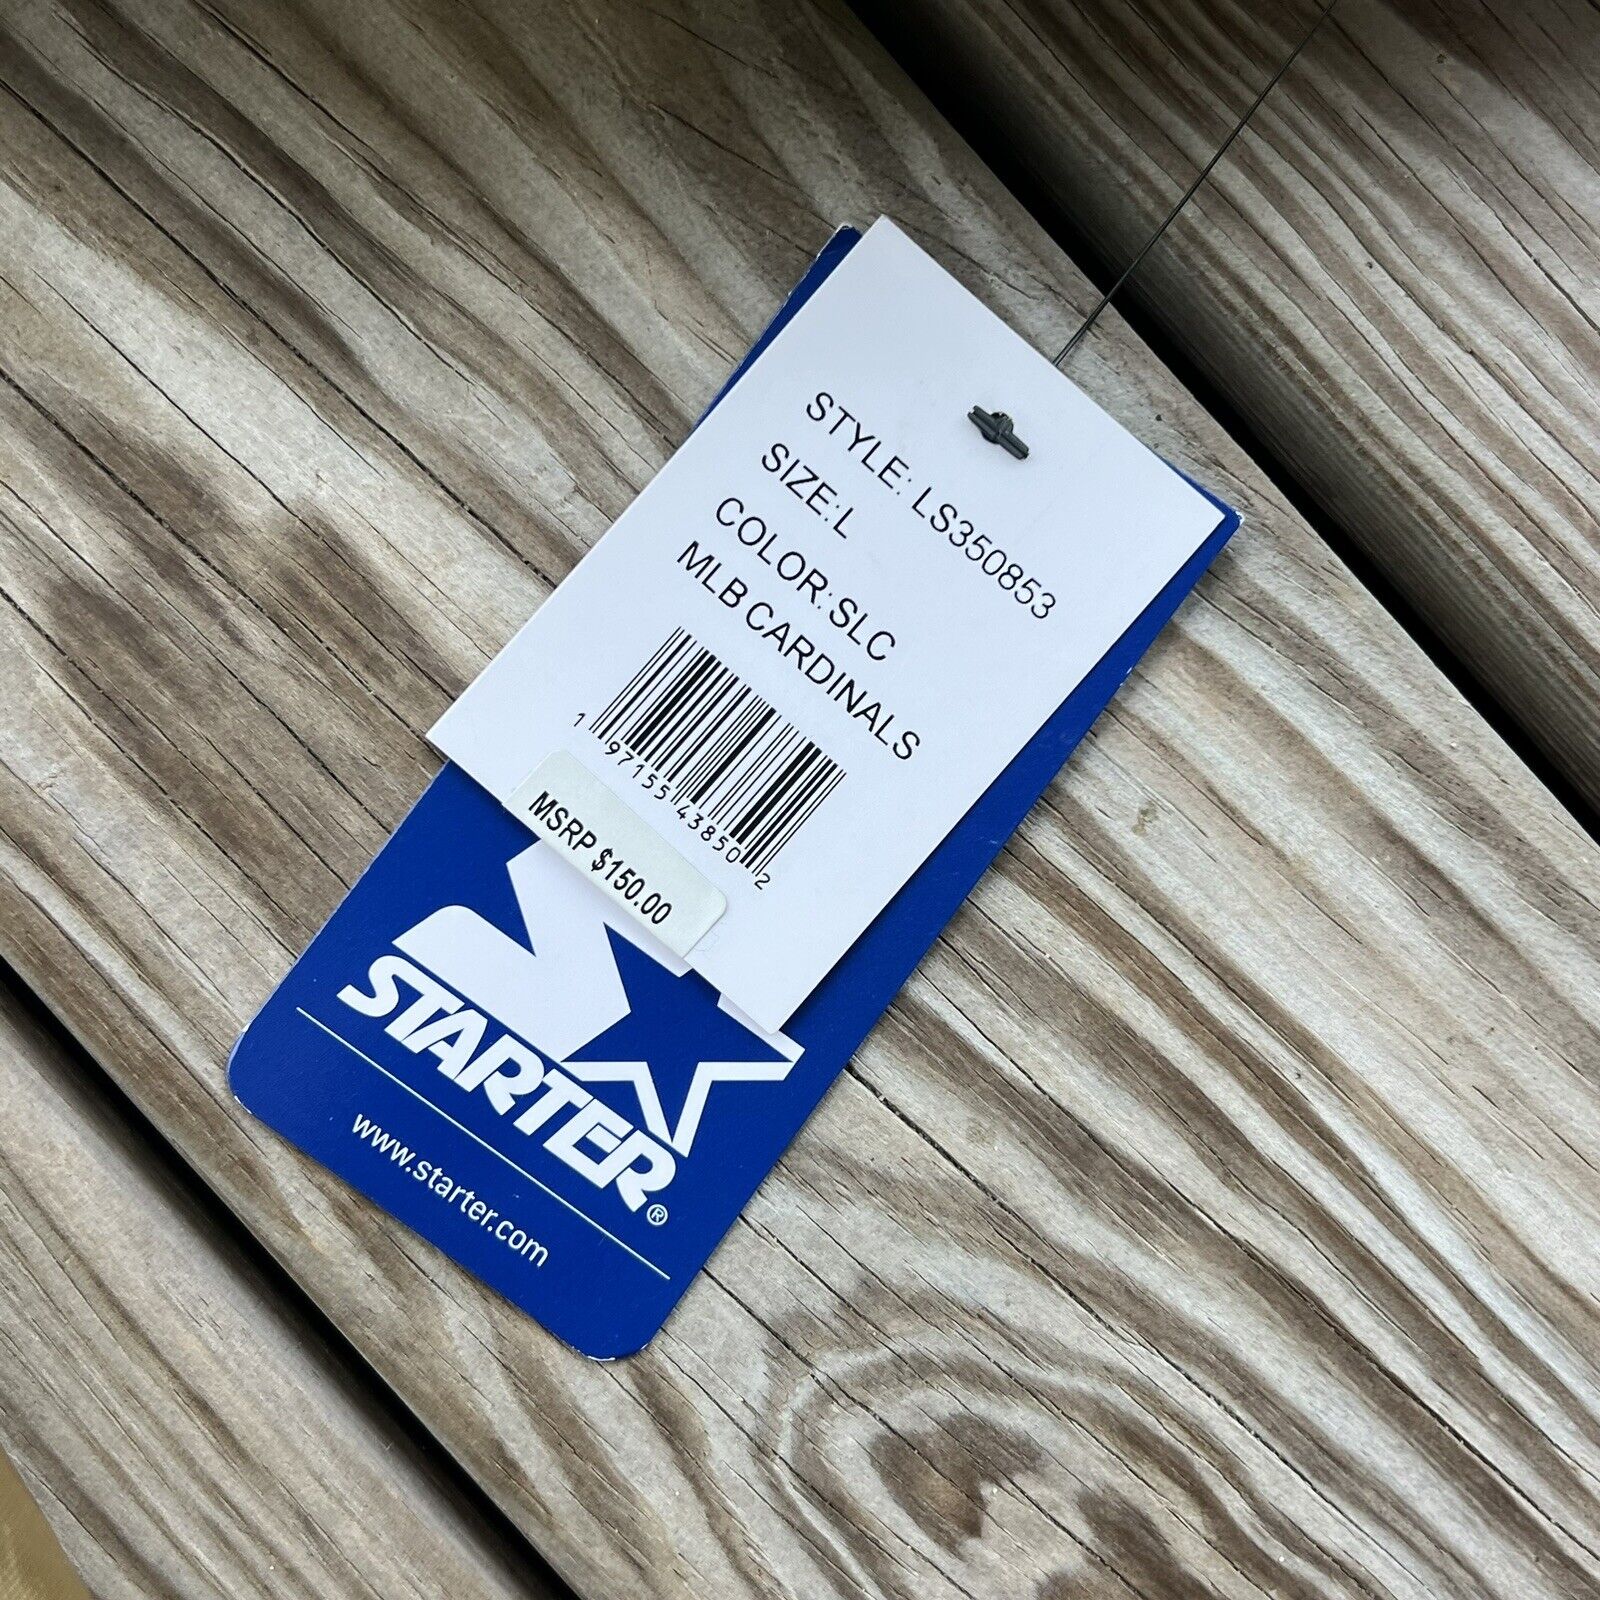 STYLE: LS350853
SIZE:L
COLOR:SLC
MLB CARDINALS
1 97155 43850 2
MSRP $150.00
STARTER®
www.starter.com